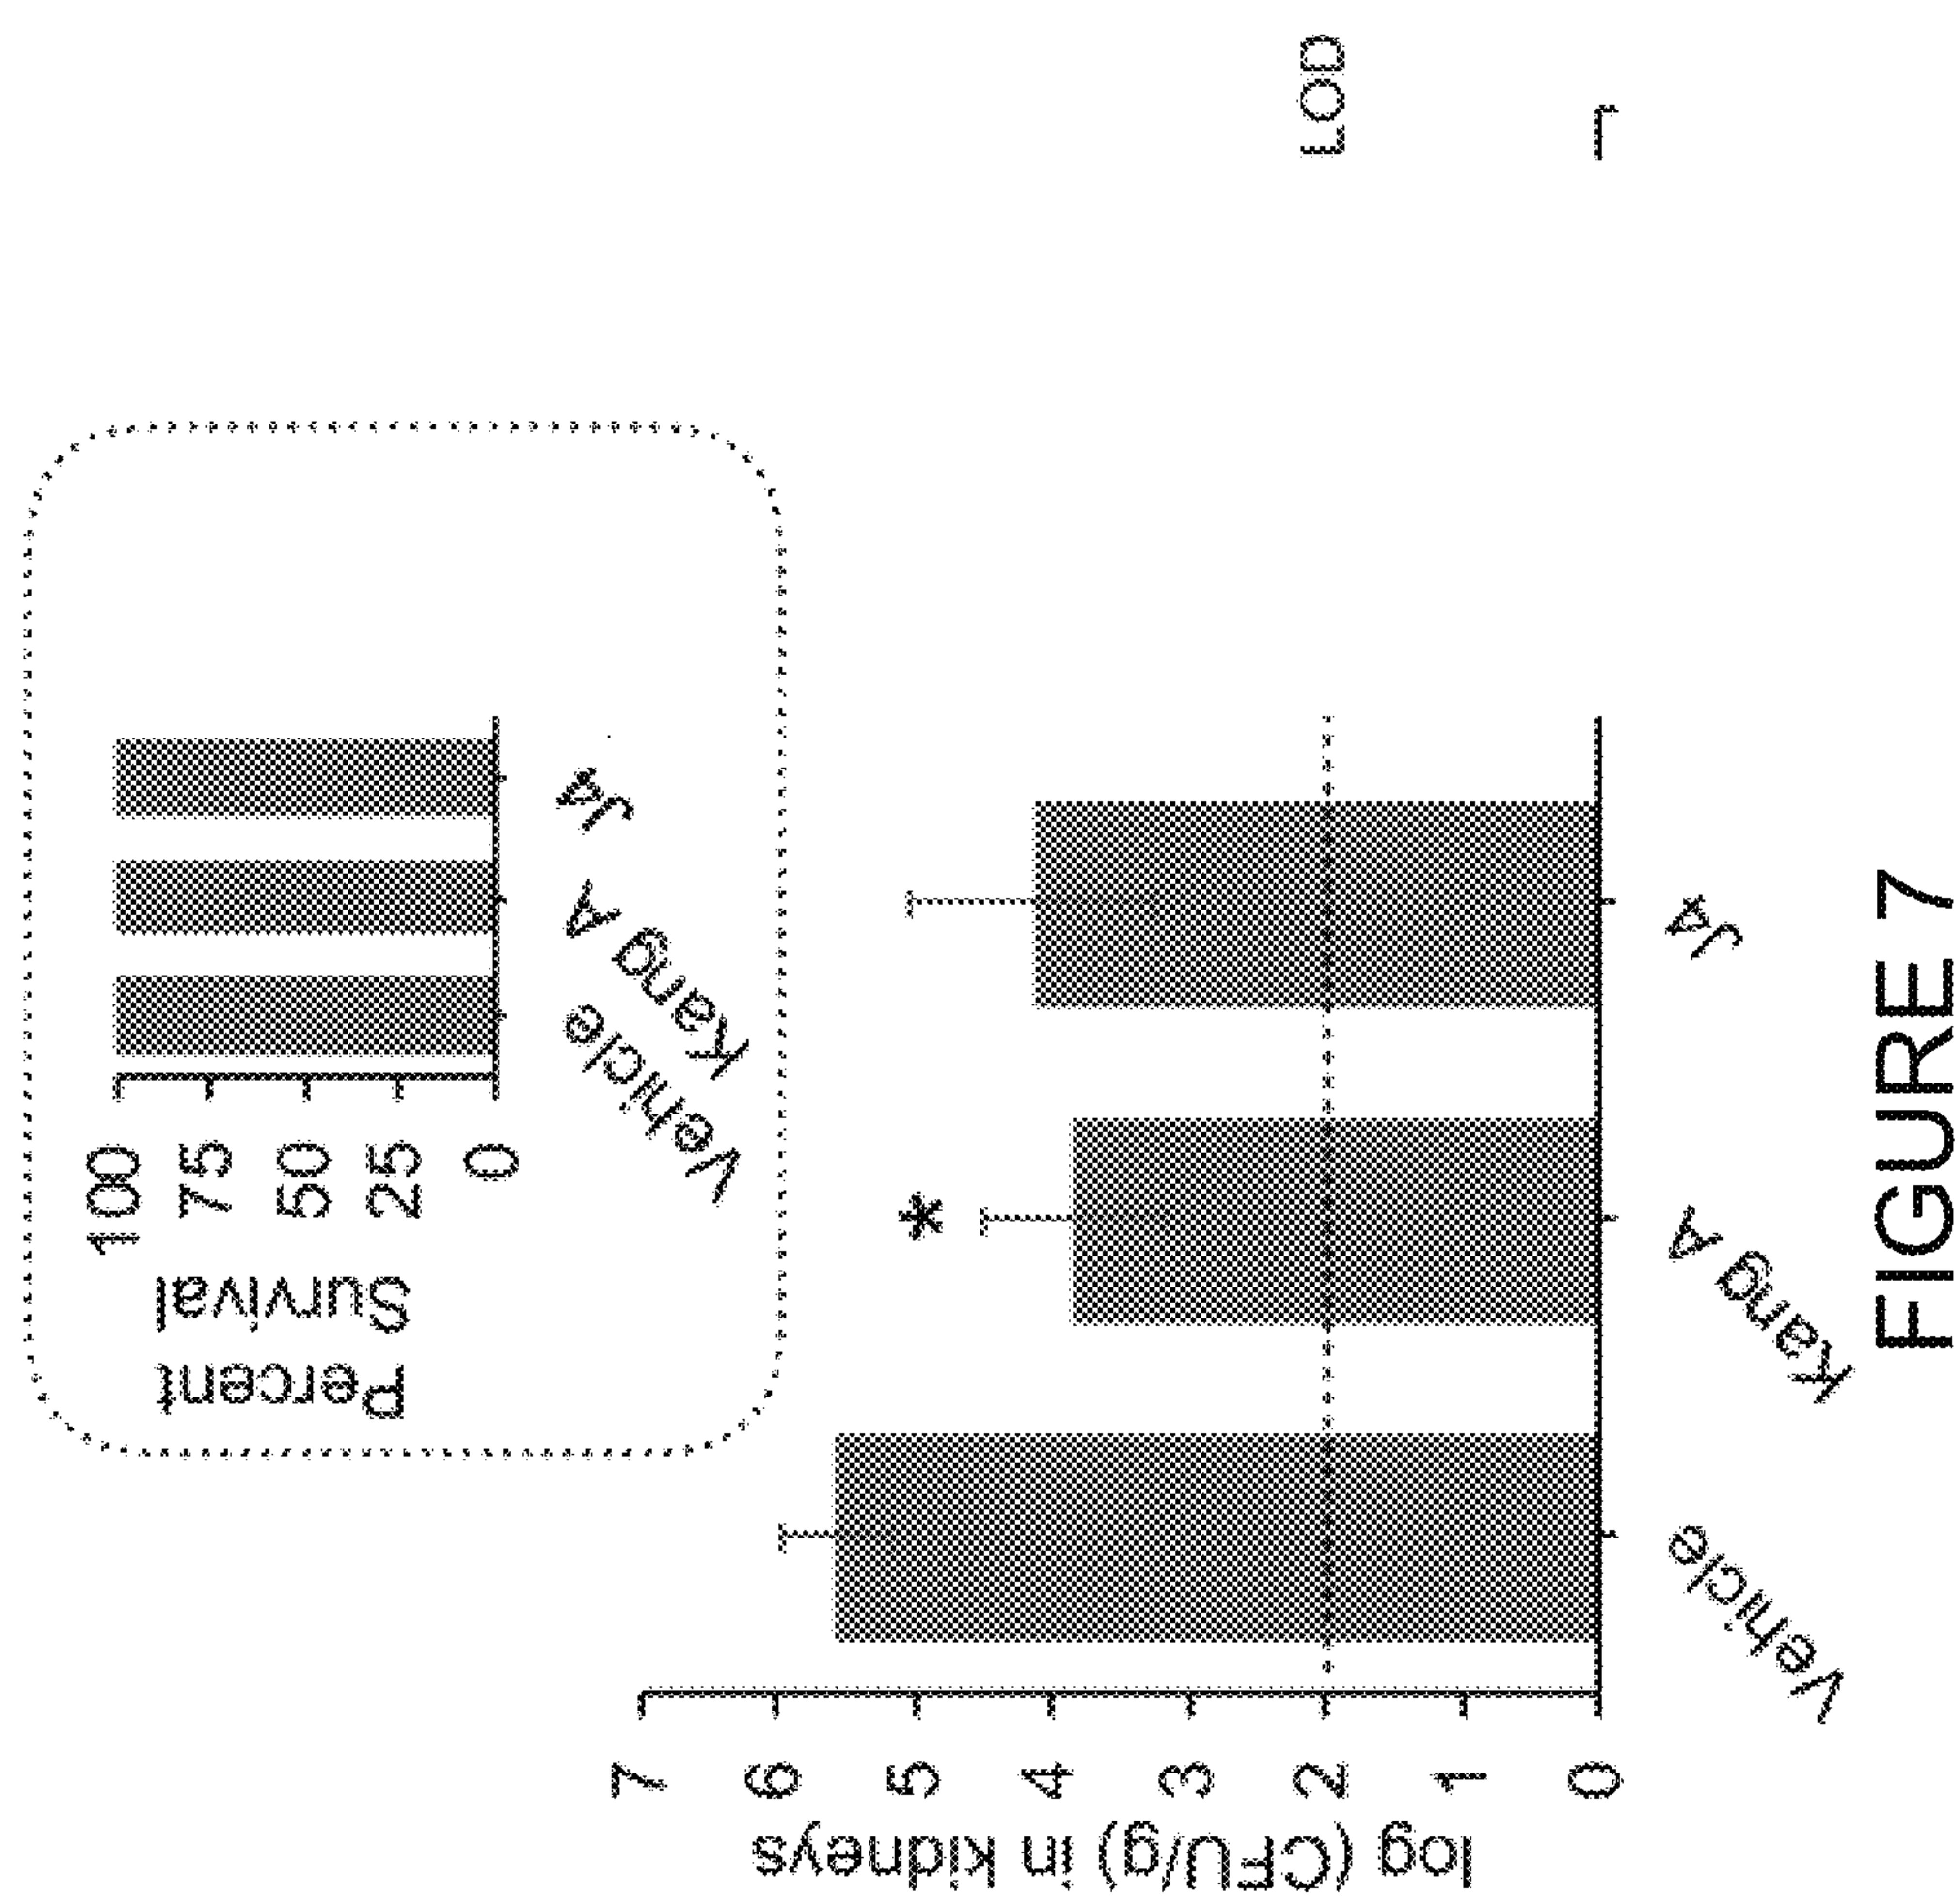 Percent
Survival
100
75
50
25
0
Vehicle
Kang A
J4
log (CFU/g) in kidneys
7
6
5
4
3
2
1
0
*
LOD
Vehicle
Kang A
J4
FIGURE 7